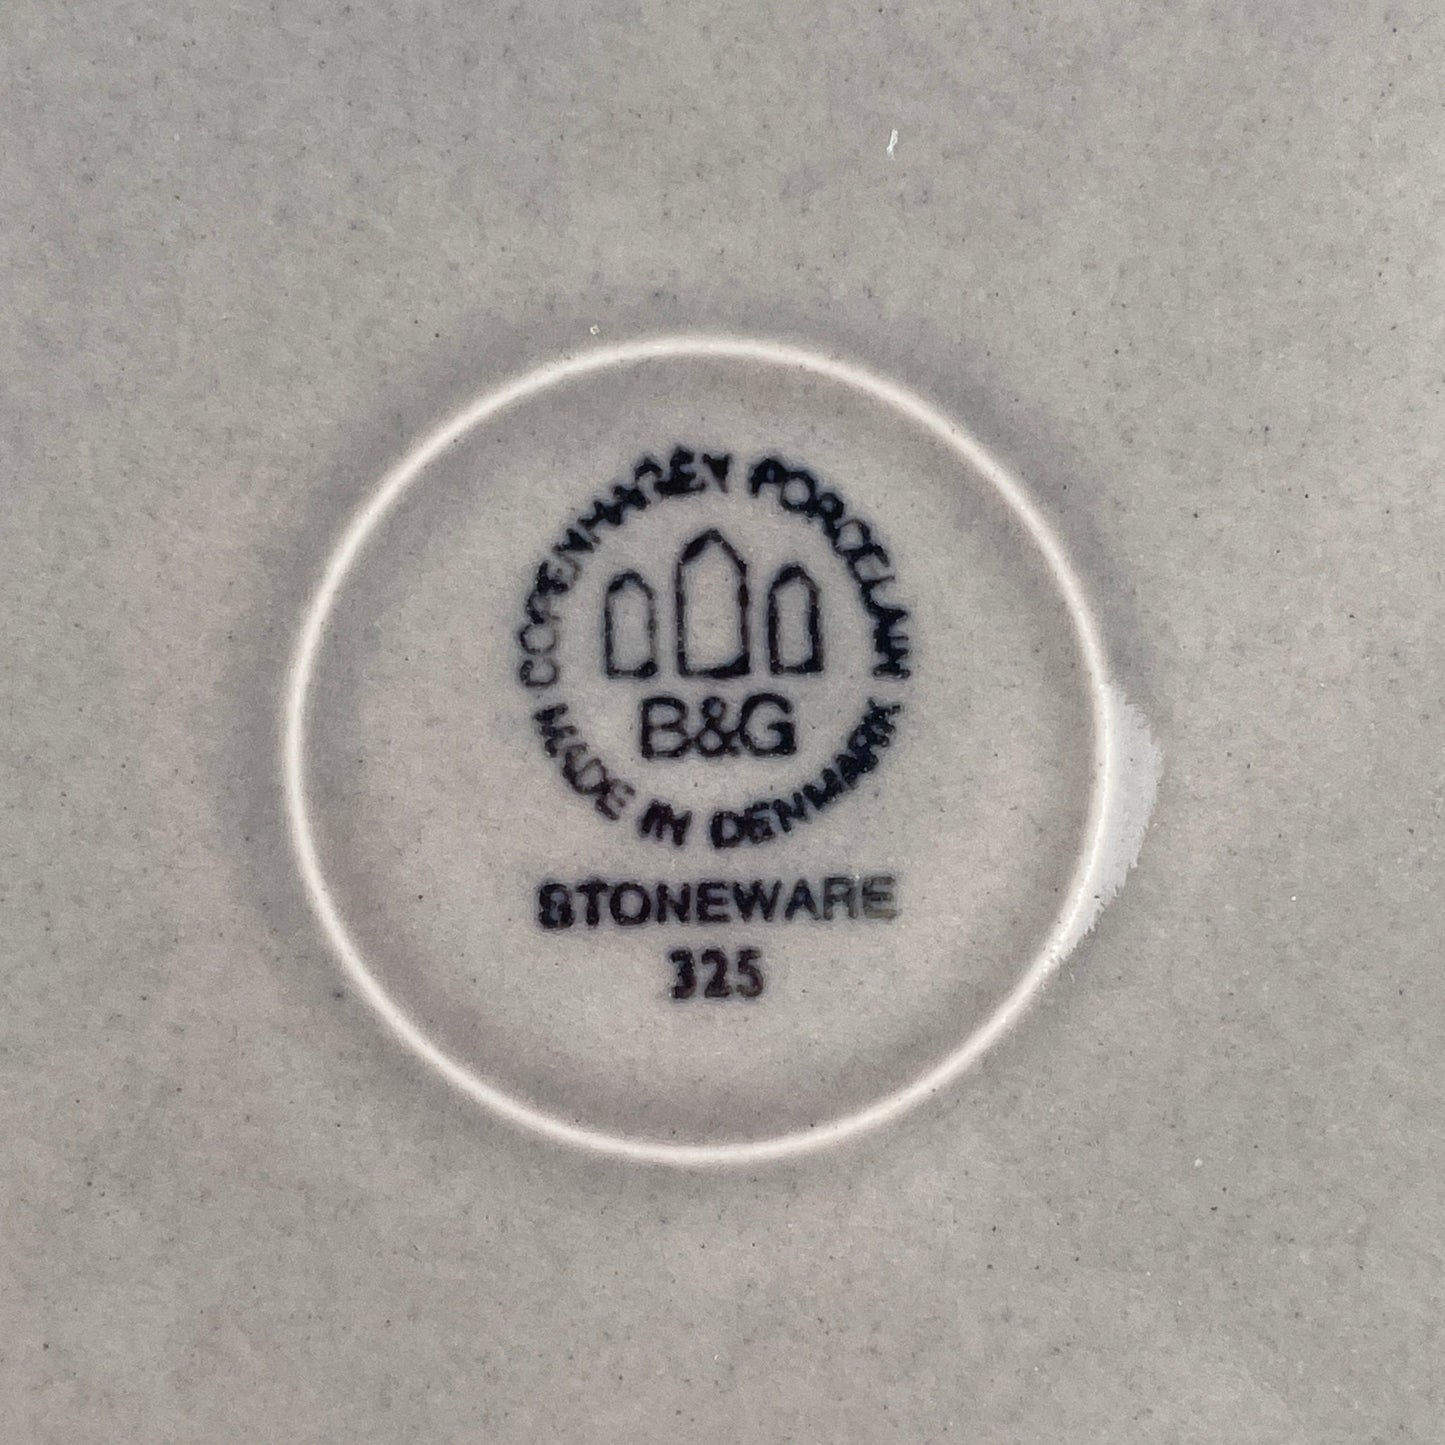 COPENHAGEN PORCELAIN
B&G
MADE IN DENMARK
STONEWARE
325